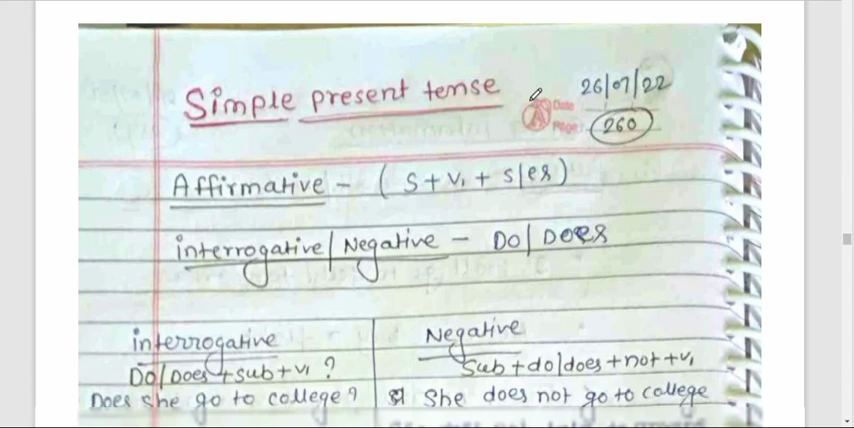 Simple present tense
26/07/22
Date
Page: 260
Affirmative - (S+V₁ + s/es)
interrogative/Negative - DO/DOES
interrogative
Negative
DO/Does + sub + v₁ ?
Sub + do/does + not + v₁
Does she go to college?
She does not go to college